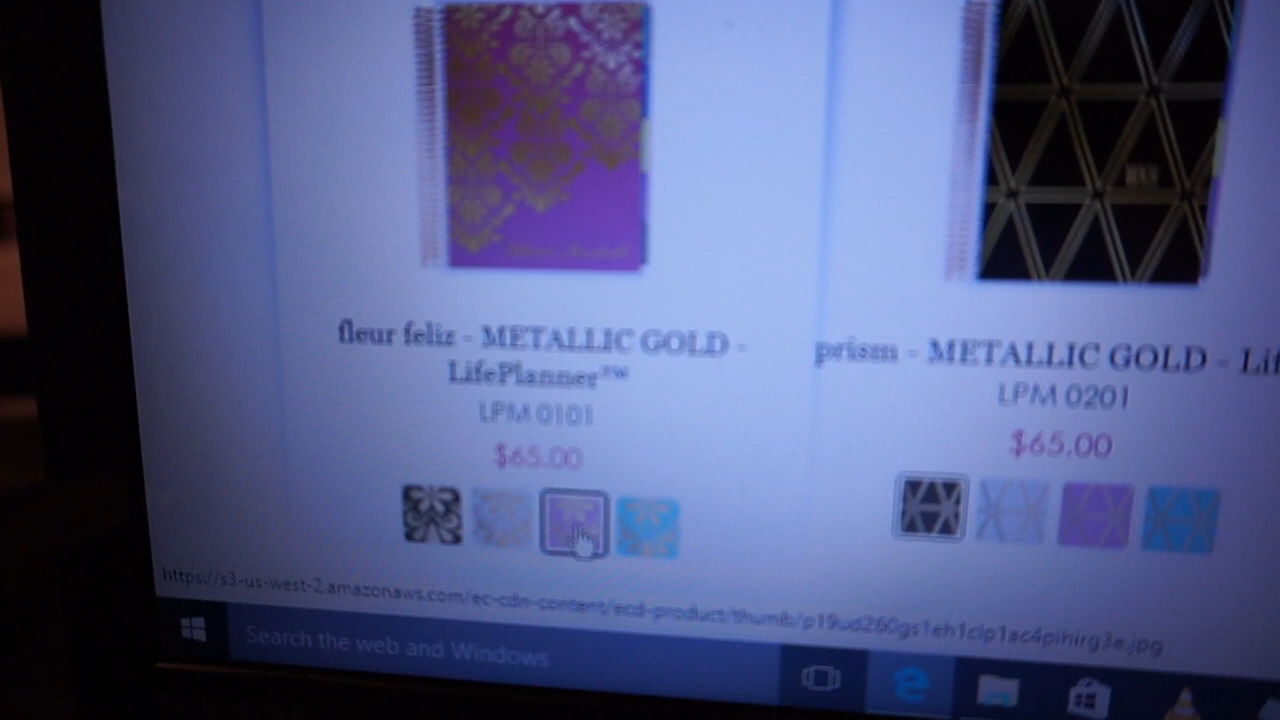 fleur feliz - METALLIC GOLD -
LifePlanner™
LPM 0101
$65.00
prism - METALLIC GOLD - Lif
LPM 0201
$65.00
https://s3-us-west-2.amazonaws.com/ec-cdn-content/ecd-product/thumb/p19ud260gs1eh1clp1ac4pihirg3e.jpg
Search the web and Windows